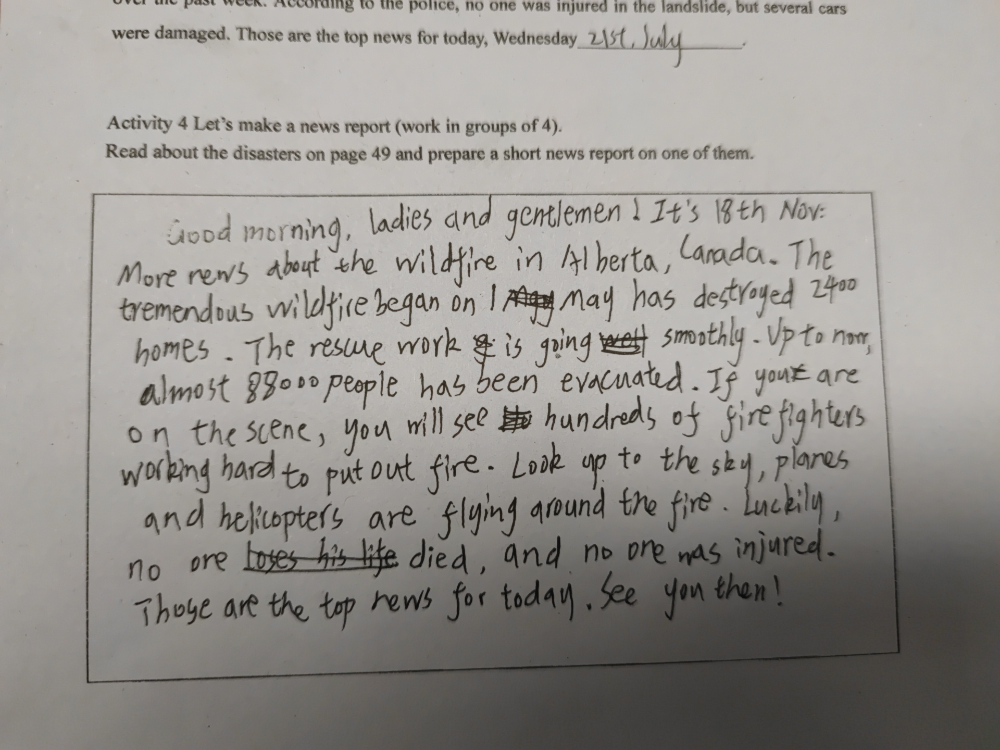 over the past week. According to the police, no one was injured in the landslide, but several cars
were damaged. Those are the top news for today, Wednesday 21st, July.
Activity 4 Let's make a news report (work in groups of 4).
Read about the disasters on page 49 and prepare a short news report on one of them.
Good morning, ladies and gentlemen! It's 18th Nov:
More news about the wildfire in Alberta, Canada. The
tremendous wildfire began on 1 May has destroyed 2400
homes. The rescue work is going smoothly. Up to now,
almost 88000 people has been evacuated. If you are
on the scene, you will see hundreds of firefighters
working hard to put out fire. Look up to the sky, planes
and helicopters are flying around the fire. Luckily,
no one loses his life died, and no one was injured.
Those are the top news for today. See you then!